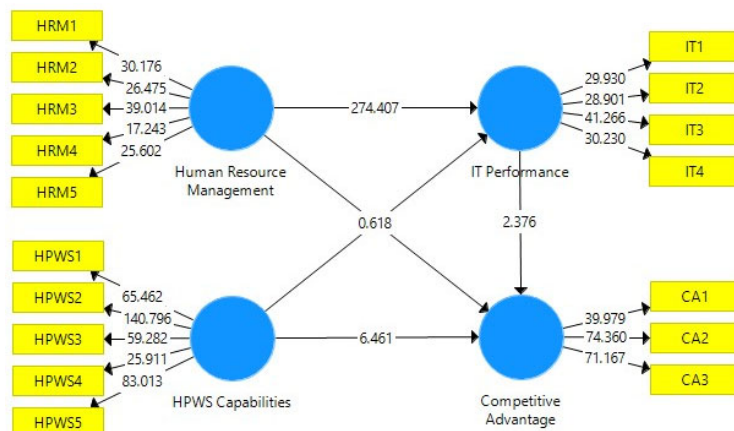 HRM1
HRM2
HRM3
HRM4
HRM5
30.176
26.475
39.014
17.243
25.602
Human Resource
Management
274.407
IT Performance
29.930
28.901
41.266
30.230
IT1
IT2
IT3
IT4
0.618
2.376
HPWS1
HPWS2
HPWS3
HPWS4
HPWS5
65.462
140.796
59.282
25.911
83.013
HPWS Capabilities
6.461
Competitive
Advantage
39.979
74.360
71.167
CA1
CA2
CA3